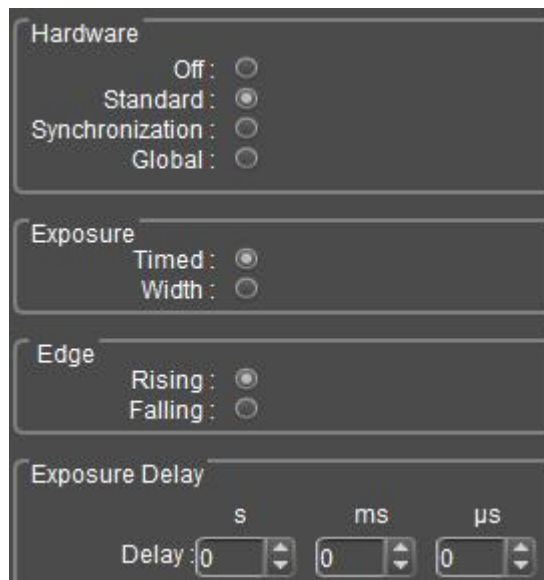 Hardware
Off :
Standard :
Synchronization :
Global :
Exposure
Timed :
Width :
Edge
Rising :
Falling :
Exposure Delay
s ms µs
Delay : 0 0 0